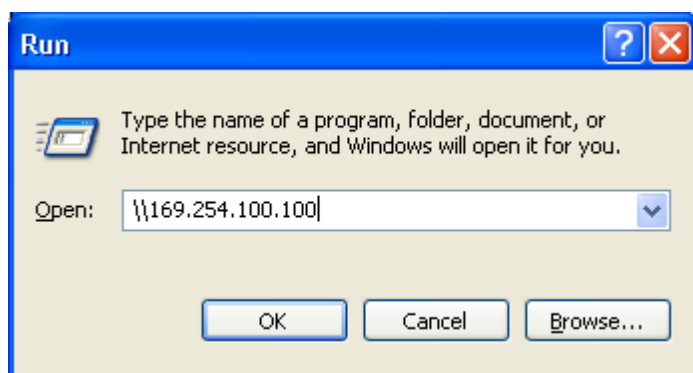 Run
Type the name of a program, folder, document, or
Internet resource, and Windows will open it for you.
Open: \\169.254.100.100
OK Cancel Browse...